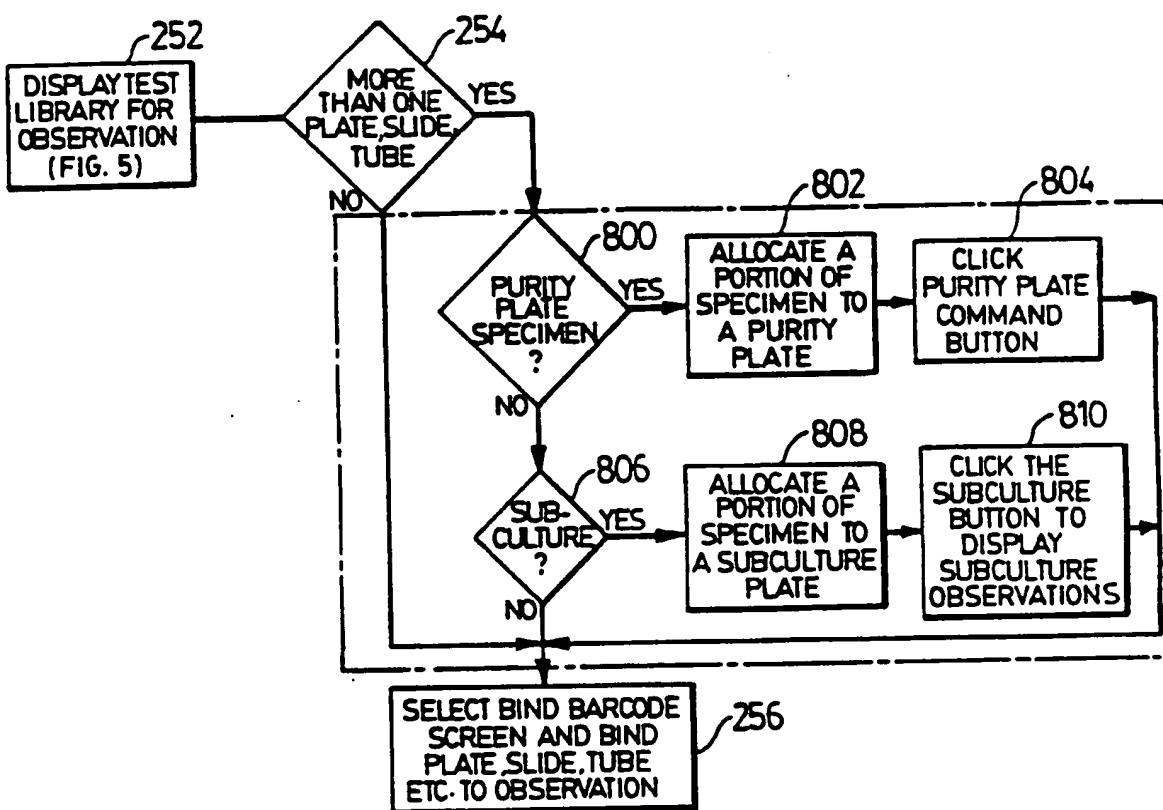 252
DISPLAY TEST
LIBRARY FOR
OBSERVATION
(FIG. 5)
254
MORE
THAN ONE
PLATE,SLIDE,
TUBE
YES
NO
800
PURITY
PLATE
SPECIMEN
?
YES
NO
802
ALLOCATE A
PORTION OF
SPECIMEN TO
A PURITY
PLATE
804
CLICK
PURITY PLATE
COMMAND
BUTTON
806
SUB-
CULTURE
?
YES
NO
808
ALLOCATE A
PORTION OF
SPECIMEN TO
A SUBCULTURE
PLATE
810
CLICK THE
SUBCULTURE
BUTTON TO
DISPLAY
SUBCULTURE
OBSERVATIONS
SELECT BIND BARCODE
SCREEN AND BIND
PLATE,SLIDE,TUBE
ETC. TO OBSERVATION
256